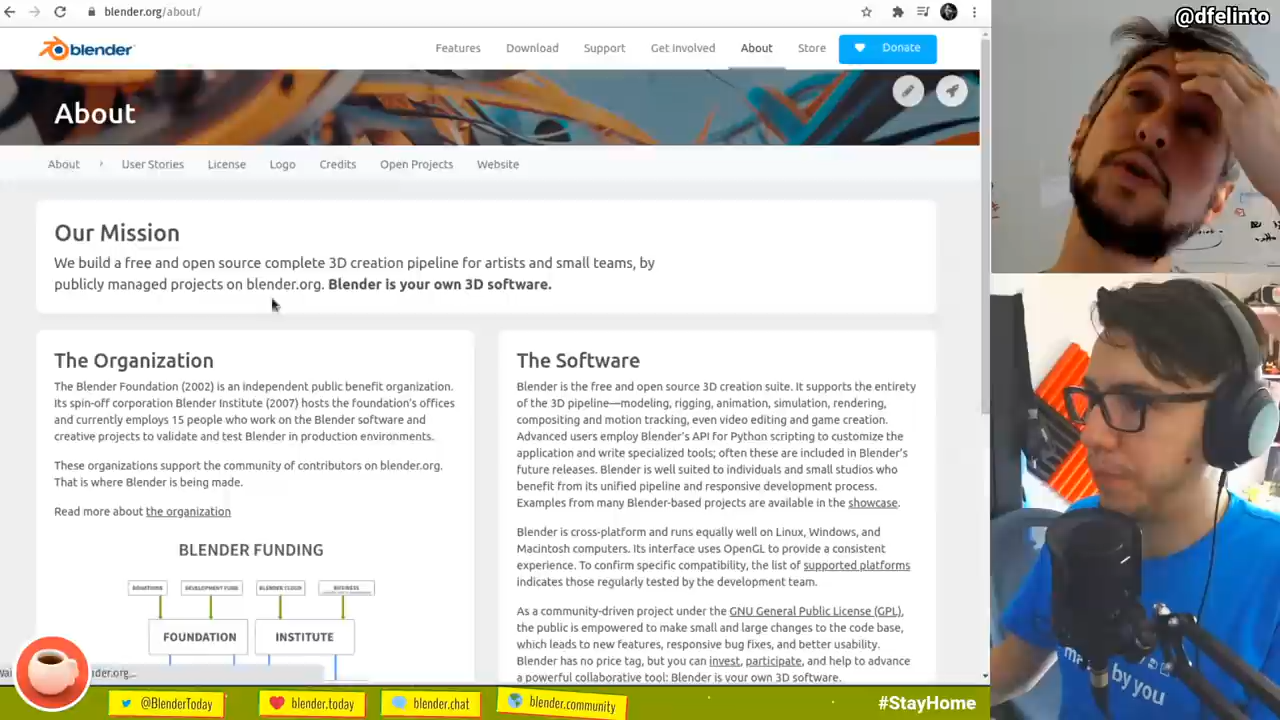 blender.org/about/
@dfelinto
blender
Features Download Support Get Involved About Store Donate
About
About › User Stories License Logo Credits Open Projects Website
Our Mission
We build a free and open source complete 3D creation pipeline for artists and small teams, by
publicly managed projects on blender.org. Blender is your own 3D software.
The Organization
The Blender Foundation (2002) is an independent public benefit organization.
Its spin-off corporation Blender Institute (2007) hosts the foundation's offices
and currently employs 15 people who work on the Blender software and
creative projects to validate and test Blender in production environments.
These organizations support the community of contributors on blender.org.
That is where Blender is being made.
Read more about the organization
BLENDER FUNDING
DONATIONS DEVELOPMENT FUND BLENDER CLOUD BUSINESS
FOUNDATION INSTITUTE
The Software
Blender is the free and open source 3D creation suite. It supports the entirety
of the 3D pipeline—modeling, rigging, animation, simulation, rendering,
compositing and motion tracking, even video editing and game creation.
Advanced users employ Blender's API for Python scripting to customize the
application and write specialized tools; often these are included in Blender's
future releases. Blender is well suited to individuals and small studios who
benefit from its unified pipeline and responsive development process.
Examples from many Blender-based projects are available in the showcase.
Blender is cross-platform and runs equally well on Linux, Windows, and
Macintosh computers. Its interface uses OpenGL to provide a consistent
experience. To confirm specific compatibility, the list of supported platforms
indicates those regularly tested by the development team.
As a community-driven project under the GNU General Public License (GPL),
the public is empowered to make small and large changes to the code base,
which leads to new features, responsive bug fixes, and better usability.
Blender has no price tag, but you can invest, participate, and help to advance
a powerful collaborative tool: Blender is your own 3D software.
by you
@BlenderToday blender.today blender.chat blender.community #StayHome